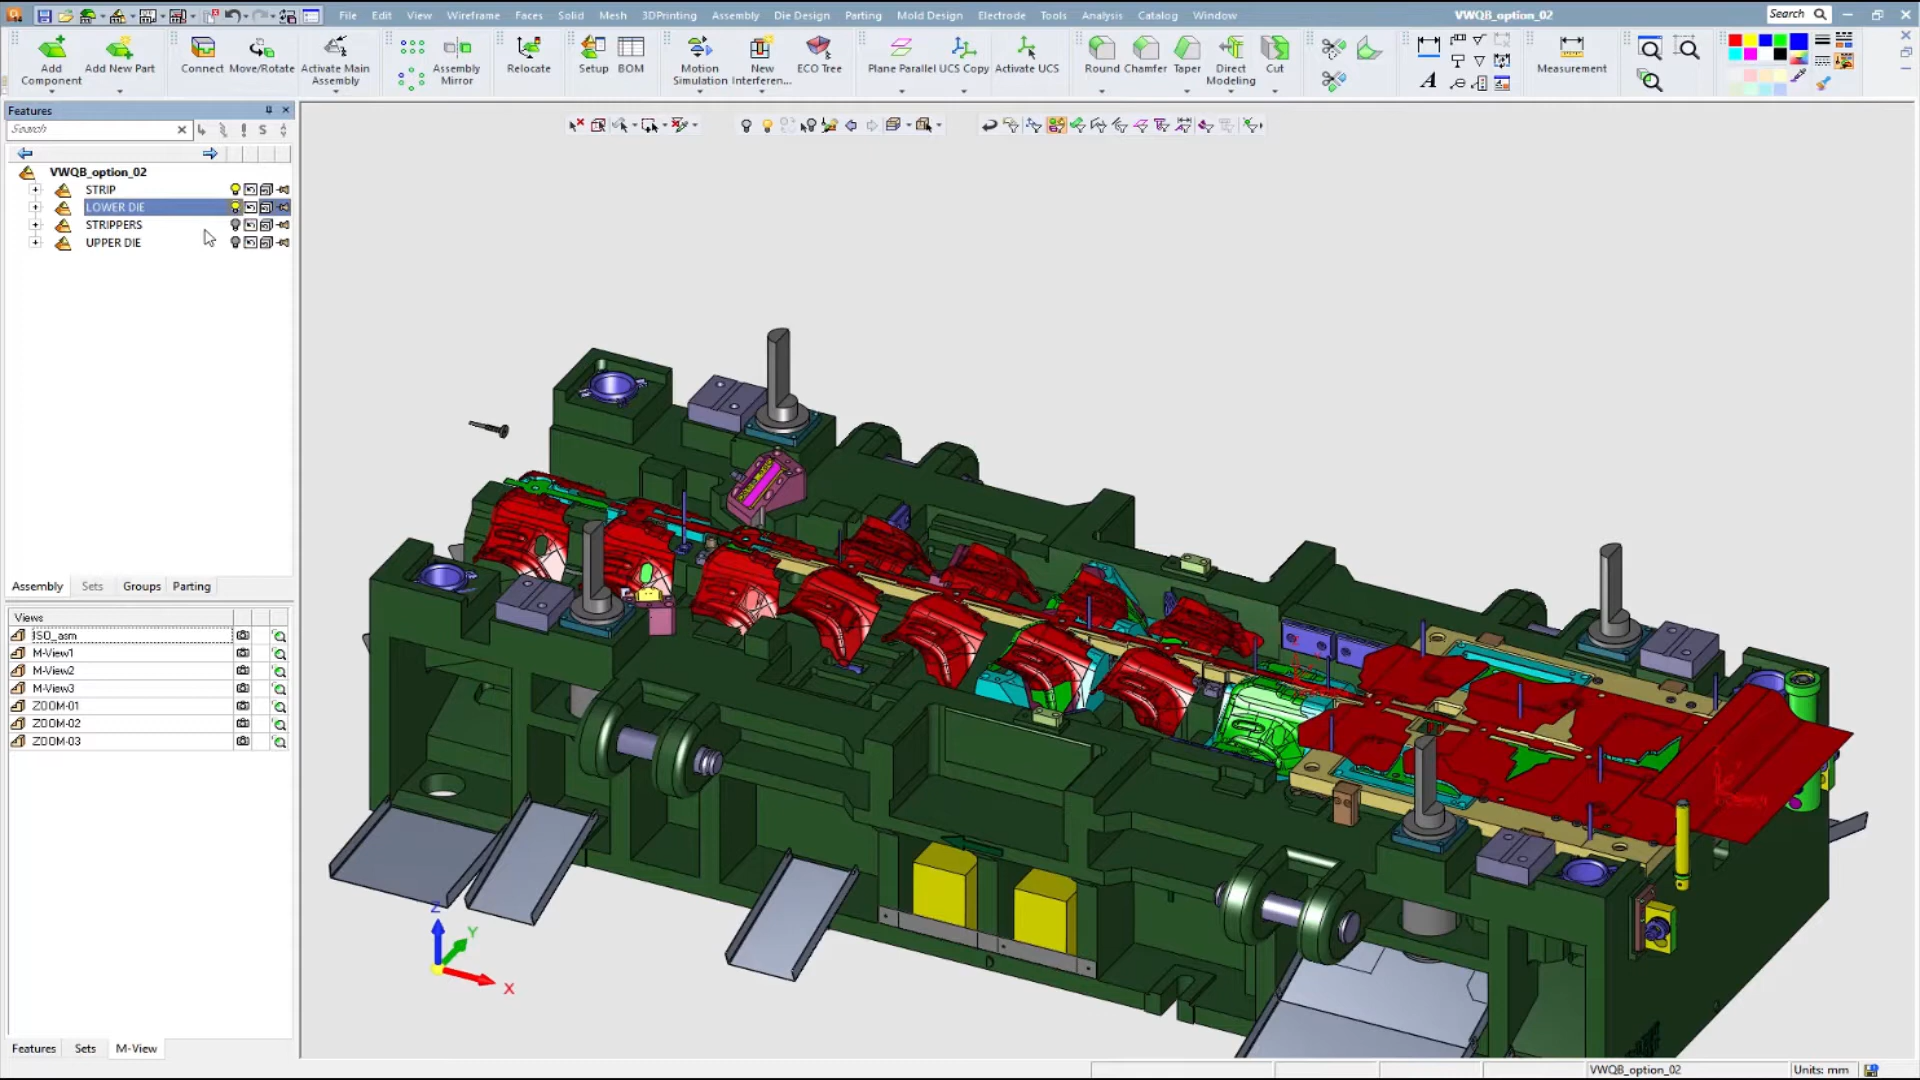 File Edit View Wireframe Faces Solid Mesh 3DPrinting Assembly Die Design Parting Mold Design Electrode Tools Analysis Catalog Window
VWQB_option_02
Search
Add Component
Add New Part
Connect
Move/Rotate
Activate Main Assembly
Assembly Mirror
Relocate
Setup
BOM
Motion Simulation
New Interferen...
ECO Tree
Plane Parallel
UCS Copy
Activate UCS
Round
Chamfer
Taper
Direct Modeling
Cut
Measurement
Features
Search
VWQB_option_02
STRIP
LOWER DIE
STRIPPERS
UPPER DIE
Assembly Sets Groups Parting
Views
ISO_asm
M-View1
M-View2
M-View3
ZOOM-01
ZOOM-02
ZOOM-03
Z
Y
X
Features Sets M-View
VWQB_option_02
Units: mm